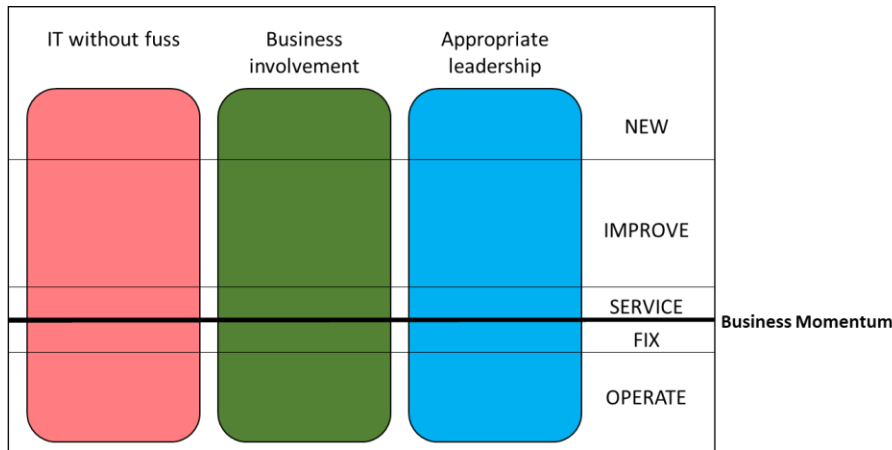 IT without fuss
Business
involvement
Appropriate
leadership
NEW
IMPROVE
SERVICE
Business Momentum
FIX
OPERATE